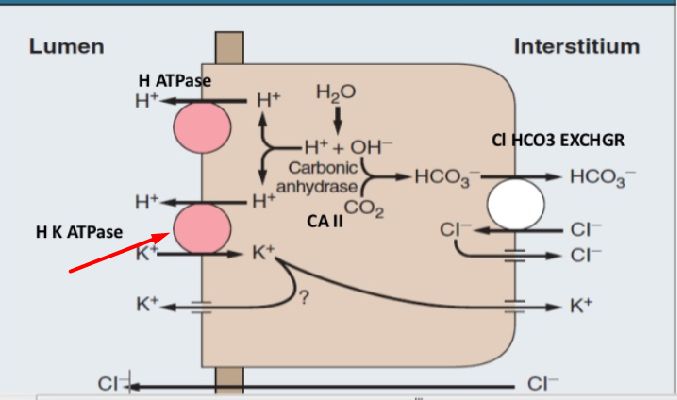 Lumen
Interstitium
H ATPase
H+
H+
H2O
H+ + OH−
Cl HCO3 EXCHGR
Carbonic
anhydrase
HCO3−
HCO3−
H+
H+
CO2
CA II
H K ATPase
Cl−
Cl−
K+
K+
Cl−
K+
?
K+
Cl−
Cl−